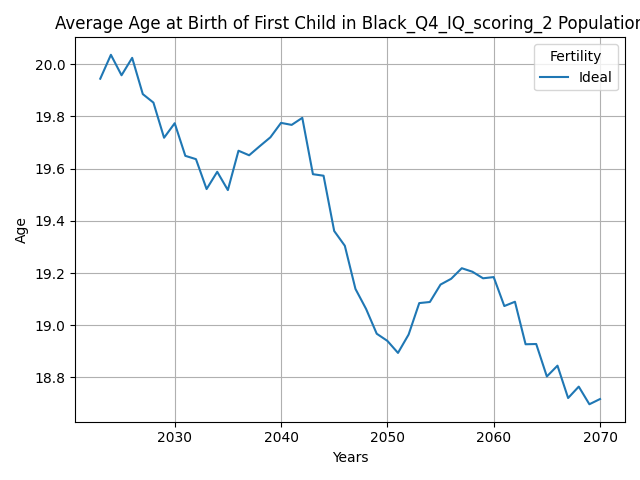 Average Age at Birth of First Child in Black_Q4_IQ_scoring_2 Population
Fertility
Ideal
20.0
19.8
19.6
19.4
19.2
19.0
18.8
Age
2030 2040 2050 2060 2070
Years